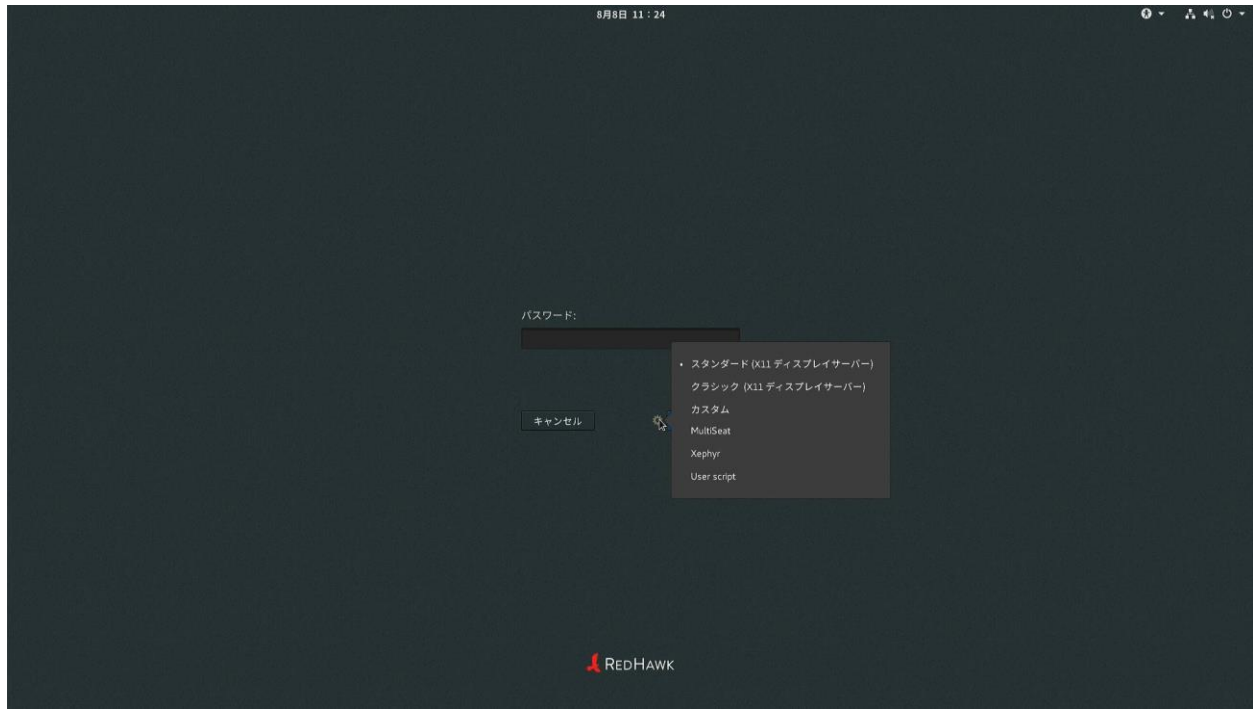 8月8日 11：24
パスワード:
スタンダード (X11 ディスプレイサーバー)
クラシック (X11 ディスプレイサーバー)
カスタム
キャンセル
MultiSeat
Xephyr
User script
REDHAWK